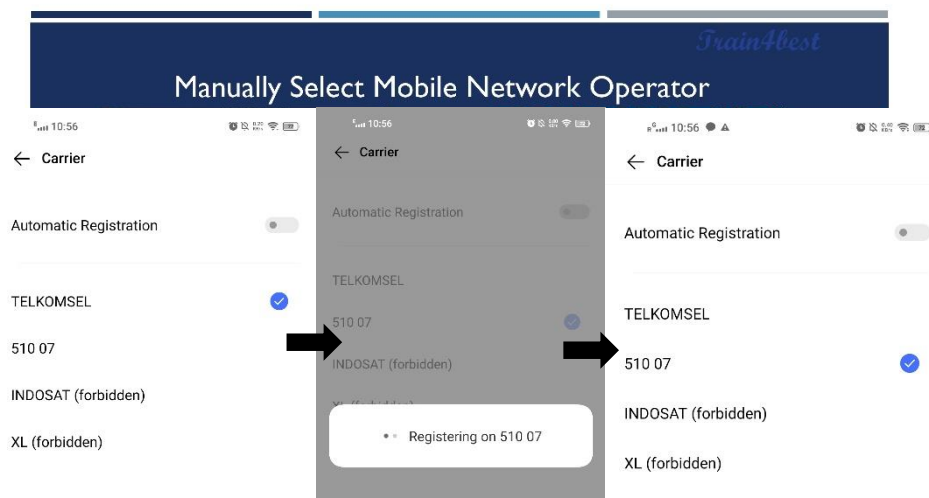 Train4best
Manually Select Mobile Network Operator
10:56
Carrier
Automatic Registration
TELKOMSEL
510 07
INDOSAT (forbidden)
XL (forbidden)
10:56
Carrier
Automatic Registration
TELKOMSEL
510 07
INDOSAT (forbidden)
Registering on 510 07
10:56
Carrier
Automatic Registration
TELKOMSEL
510 07
INDOSAT (forbidden)
XL (forbidden)